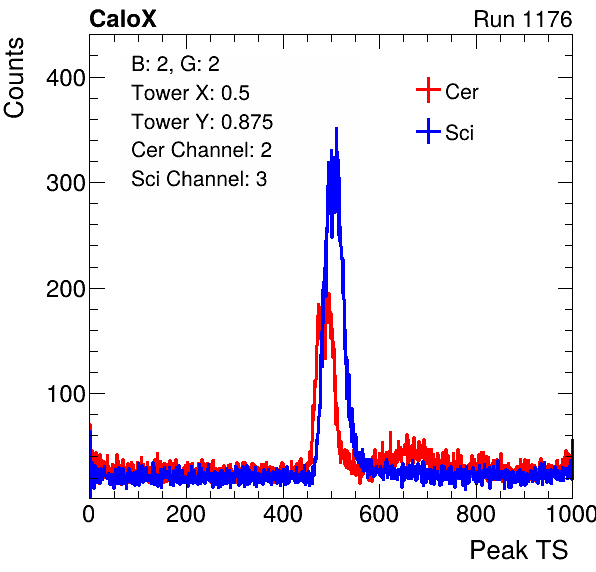 CaloX
Run 1176
Counts
B: 2, G: 2
Tower X: 0.5
Tower Y: 0.875
Cer Channel: 2
Sci Channel: 3
Cer
Sci
400
300
200
100
0
200
400
600
800
1000
Peak TS